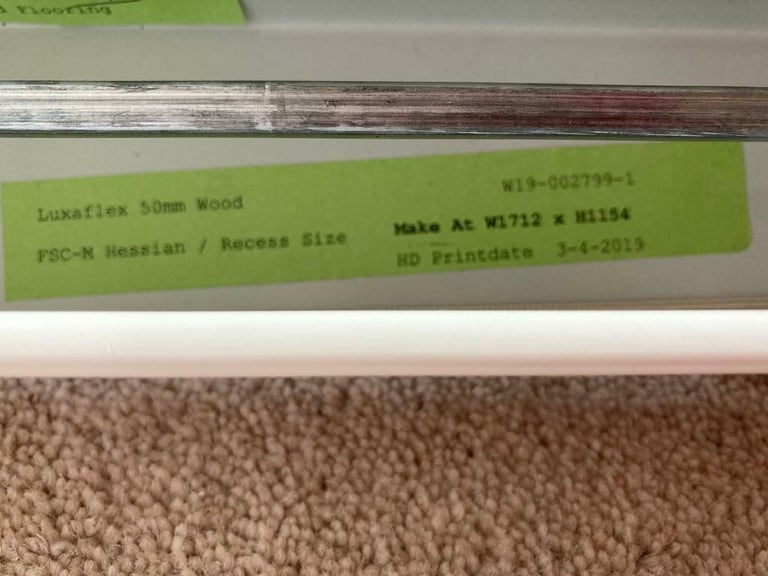 Flooring
Luxaflex 50mm Wood
FSC-M Hessian / Recess Size
W19-002799-1
Make At W1712 x H1154
HD Printdate 3-4-2019